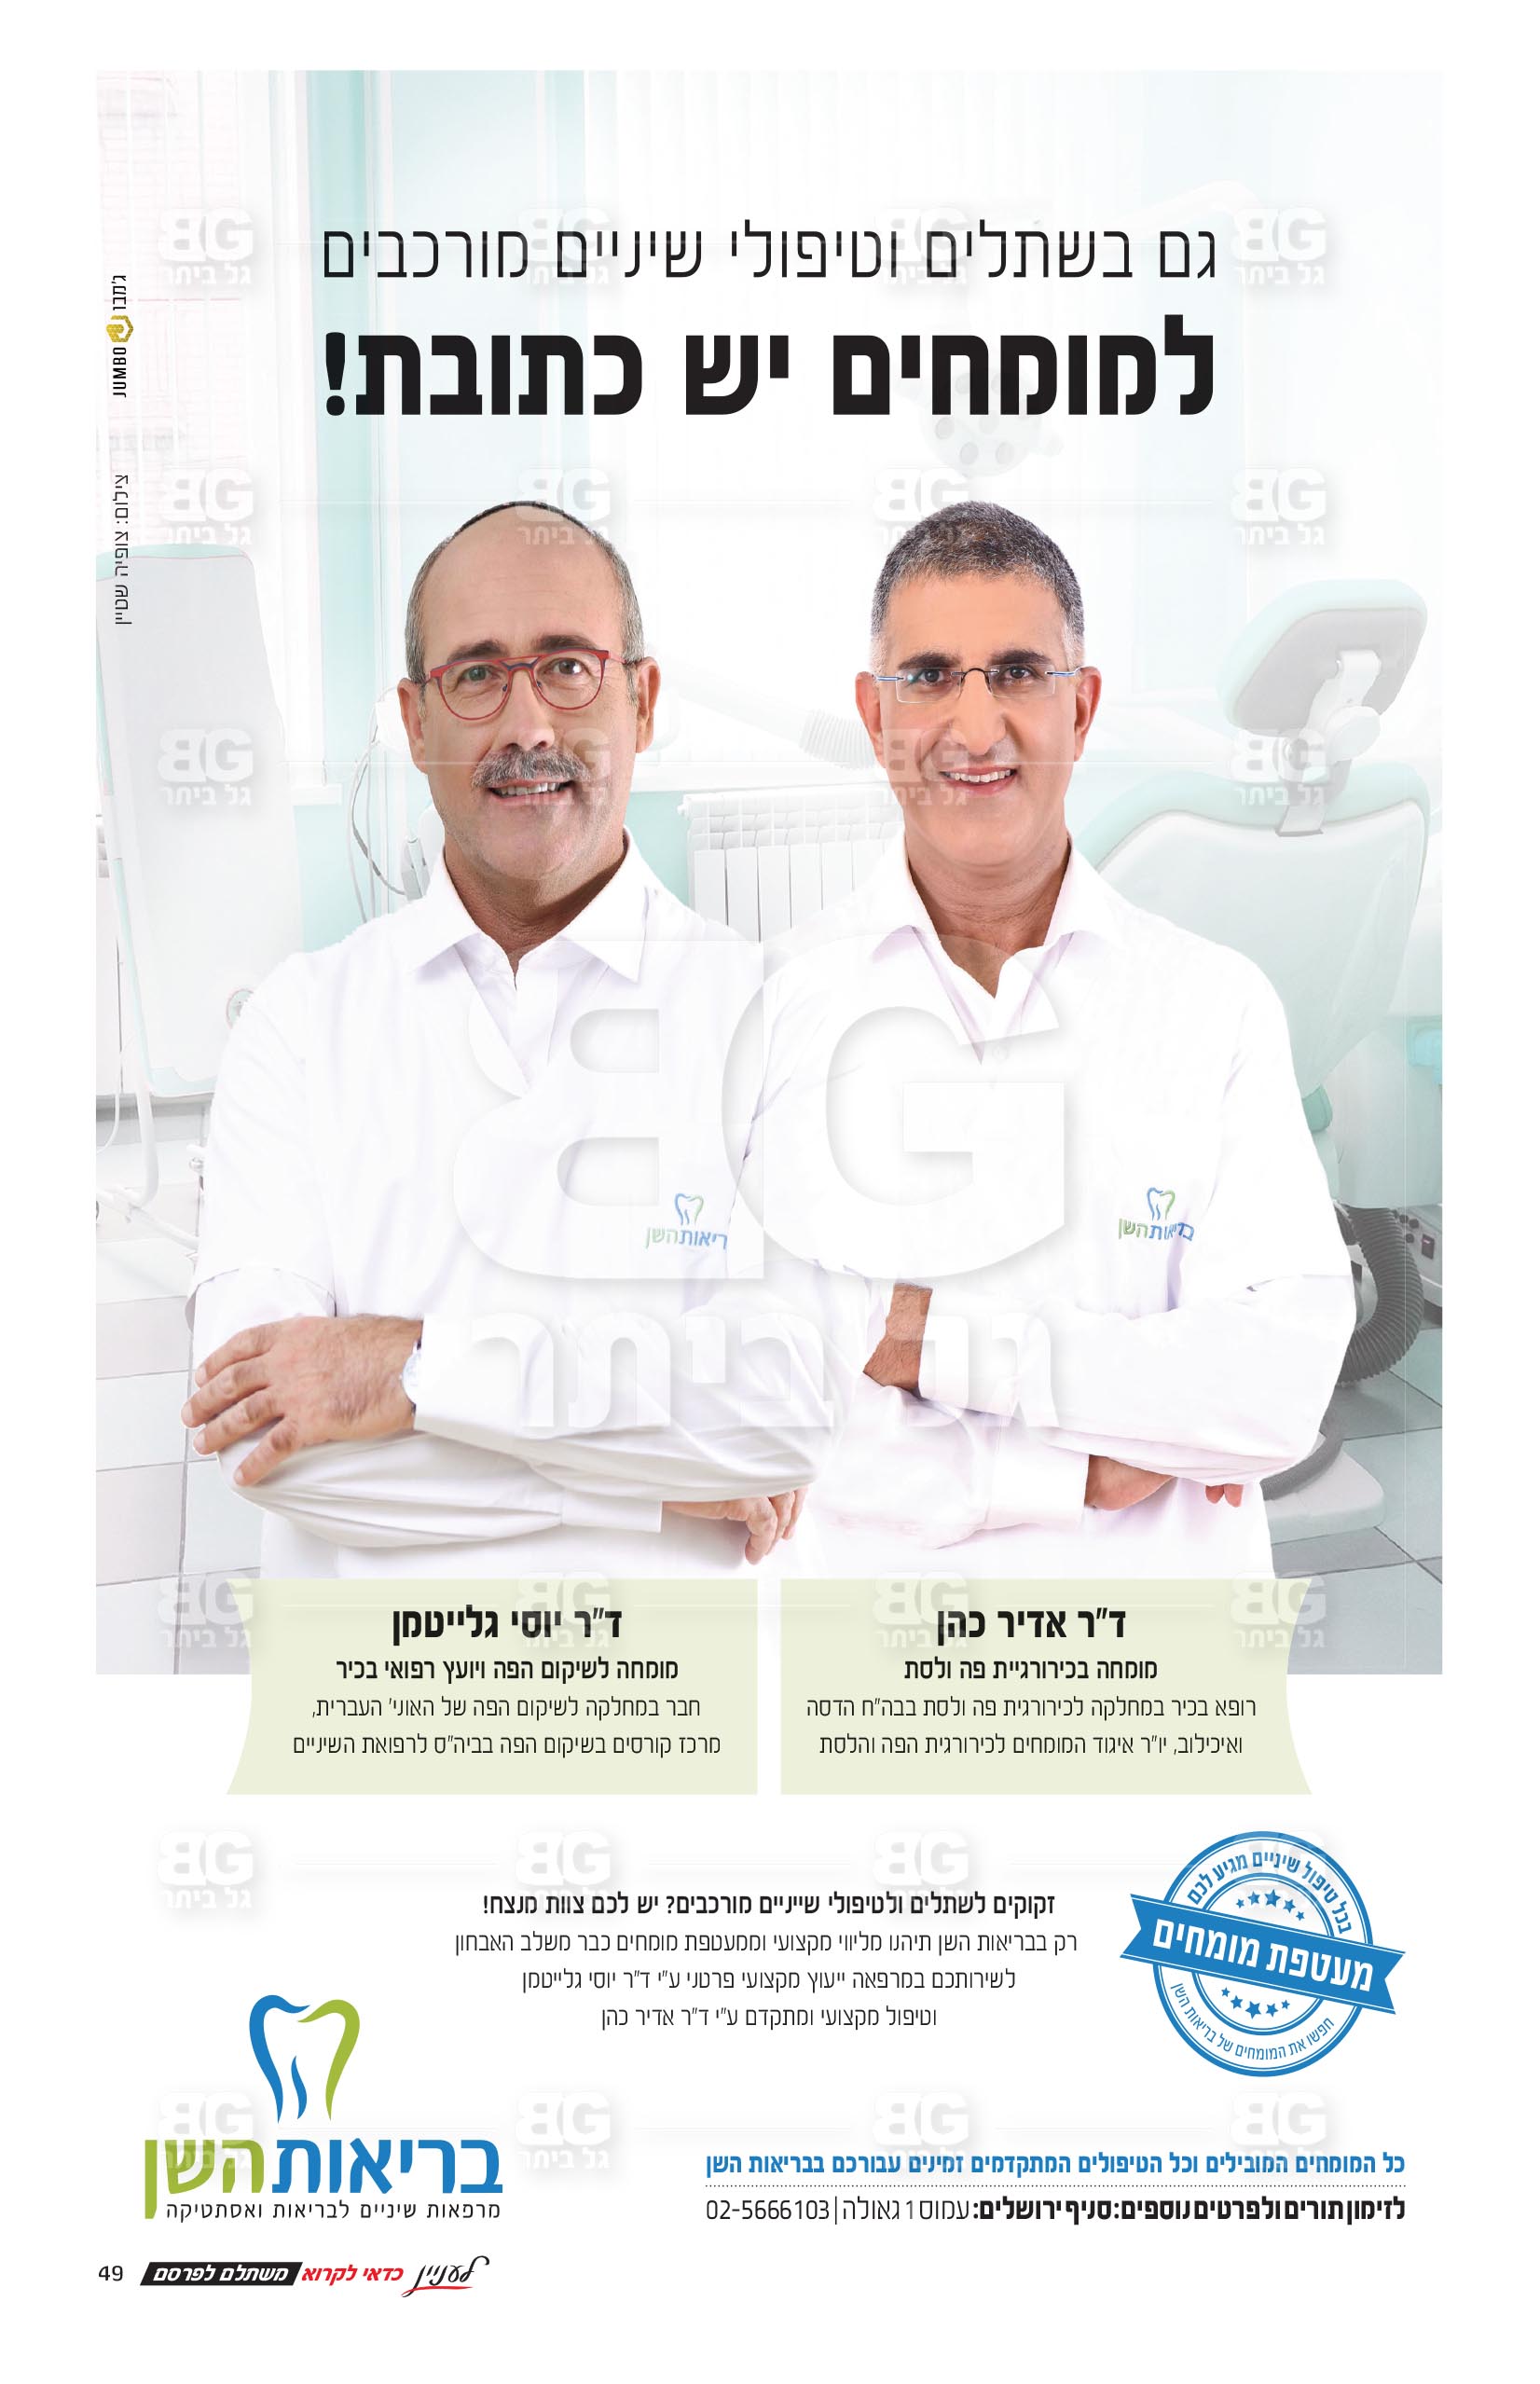 גם בשתלים וטיפולי שיניים מורכבים
למומחים יש כתובת!
ג'מבו JUMBO
צילום: צופיה שטיין
בריאות השן
ריאות השן
ד"ר אדיר כהן
מומחה בכירורגיית פה ולסת
רופא בכיר במחלקה לכירורגית פה ולסת בבה"ח הדסה
ואיכילוב, יו"ר איגוד המומחים לכירורגית הפה והלסת
ד"ר יוסי גלייטמן
מומחה לשיקום הפה ויועץ רפואי בכיר
חבר במחלקה לשיקום הפה של האוני' העברית,
מרכז קורסים בשיקום הפה בביה"ס לרפואת השיניים
בכל טיפול שיניים מגיע לכם
מעטפת מומחים
חפשו את המומחים של בריאות השן
זקוקים לשתלים ולטיפולי שייניים מורכבים? יש לכם צוות מנצח!
רק בבריאות השן תיהנו מליווי מקצועי וממעטפת מומחים כבר משלב האבחון
לשירותכם במרפאה ייעוץ מקצועי פרטני ע"י ד"ר יוסי גלייטמן
וטיפול מקצועי ומתקדם ע"י ד"ר אדיר כהן
כל המומחים המובילים וכל הטיפולים המתקדמים זמינים עבורכם בבריאות השן
לזימון תורים ולפרטים נוספים: סניף ירושלים: עמוס 1 גאולה | 02-5666103
בריאות השן
מרפאות שיניים לבריאות ואסתטיקה
לעניין כדאי לקרוא משתלם לפרסם 49
BG
גל ביתר